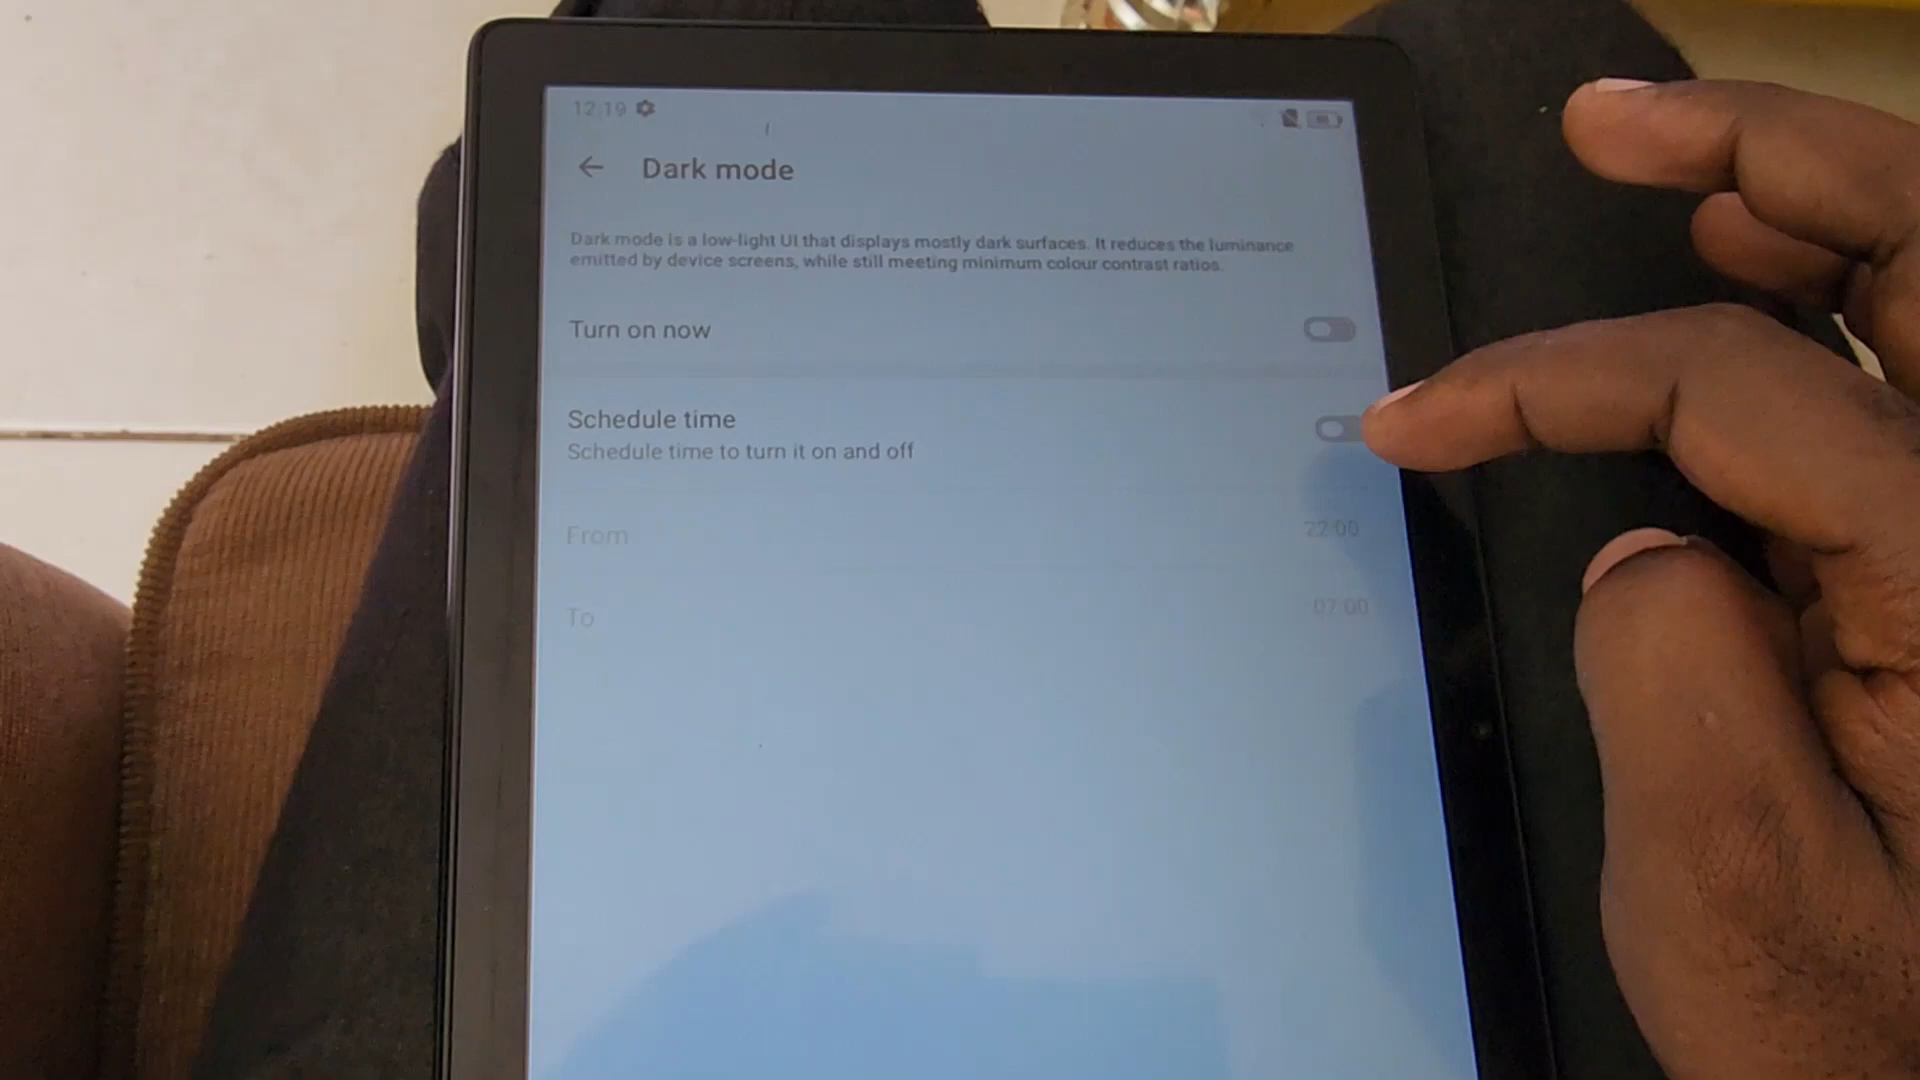 12:19
Dark mode
Dark mode is a low-light UI that displays mostly dark surfaces. It reduces the luminance
emitted by device screens, while still meeting minimum colour contrast ratios.
Turn on now
Schedule time
Schedule time to turn it on and off
From 22:00
To 07:00